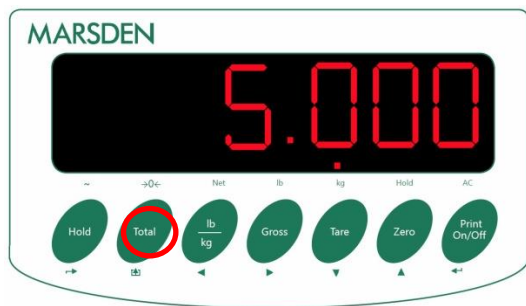 MARSDEN
5.000
~ →0← Net lb kg Hold AC
Hold Total lb/kg Gross Tare Zero Print On/Off